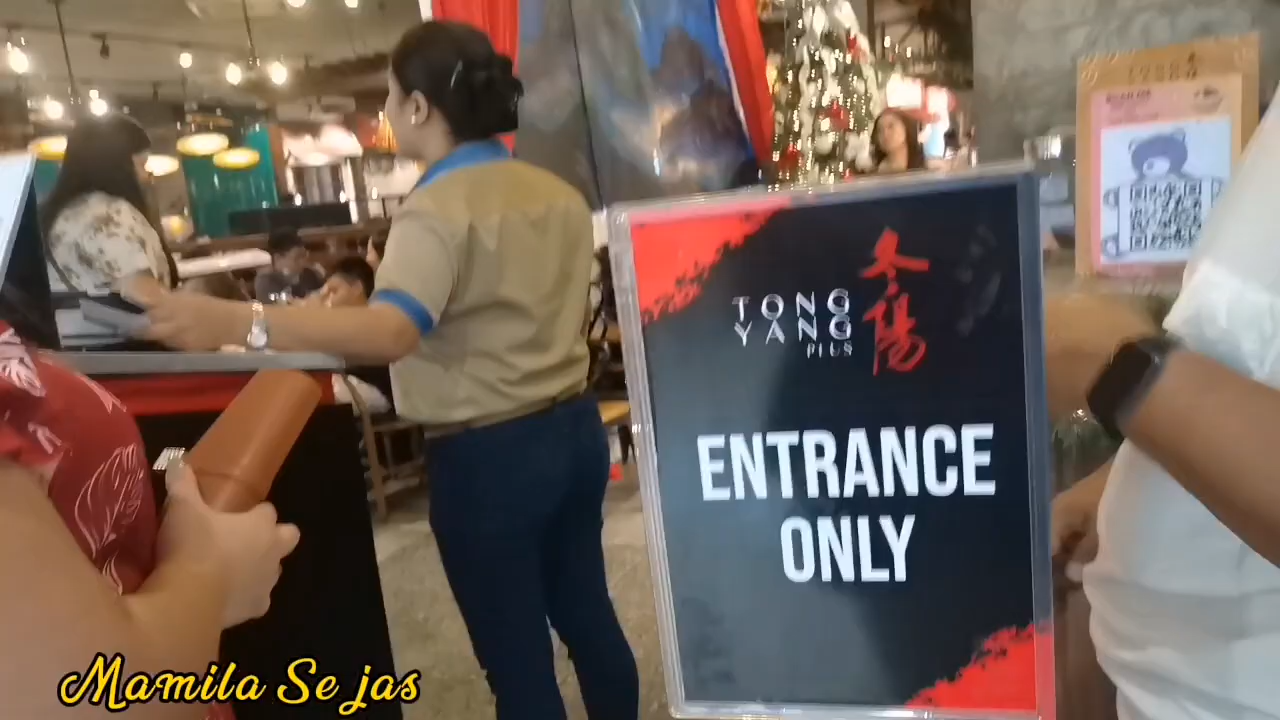 TONG
YANG
PLUS
冬
陽
ENTRANCE
ONLY
Mamila Se jas